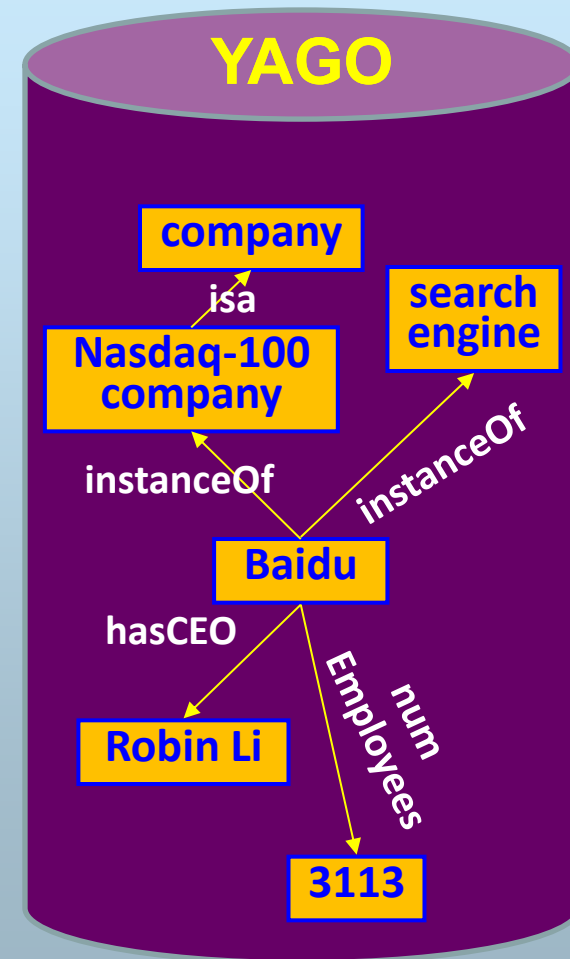 YAGO
company
isa
search
engine
Nasdaq-100
company
instanceOf
instanceOf
Baidu
hasCEO
num
Employees
Robin Li
3113